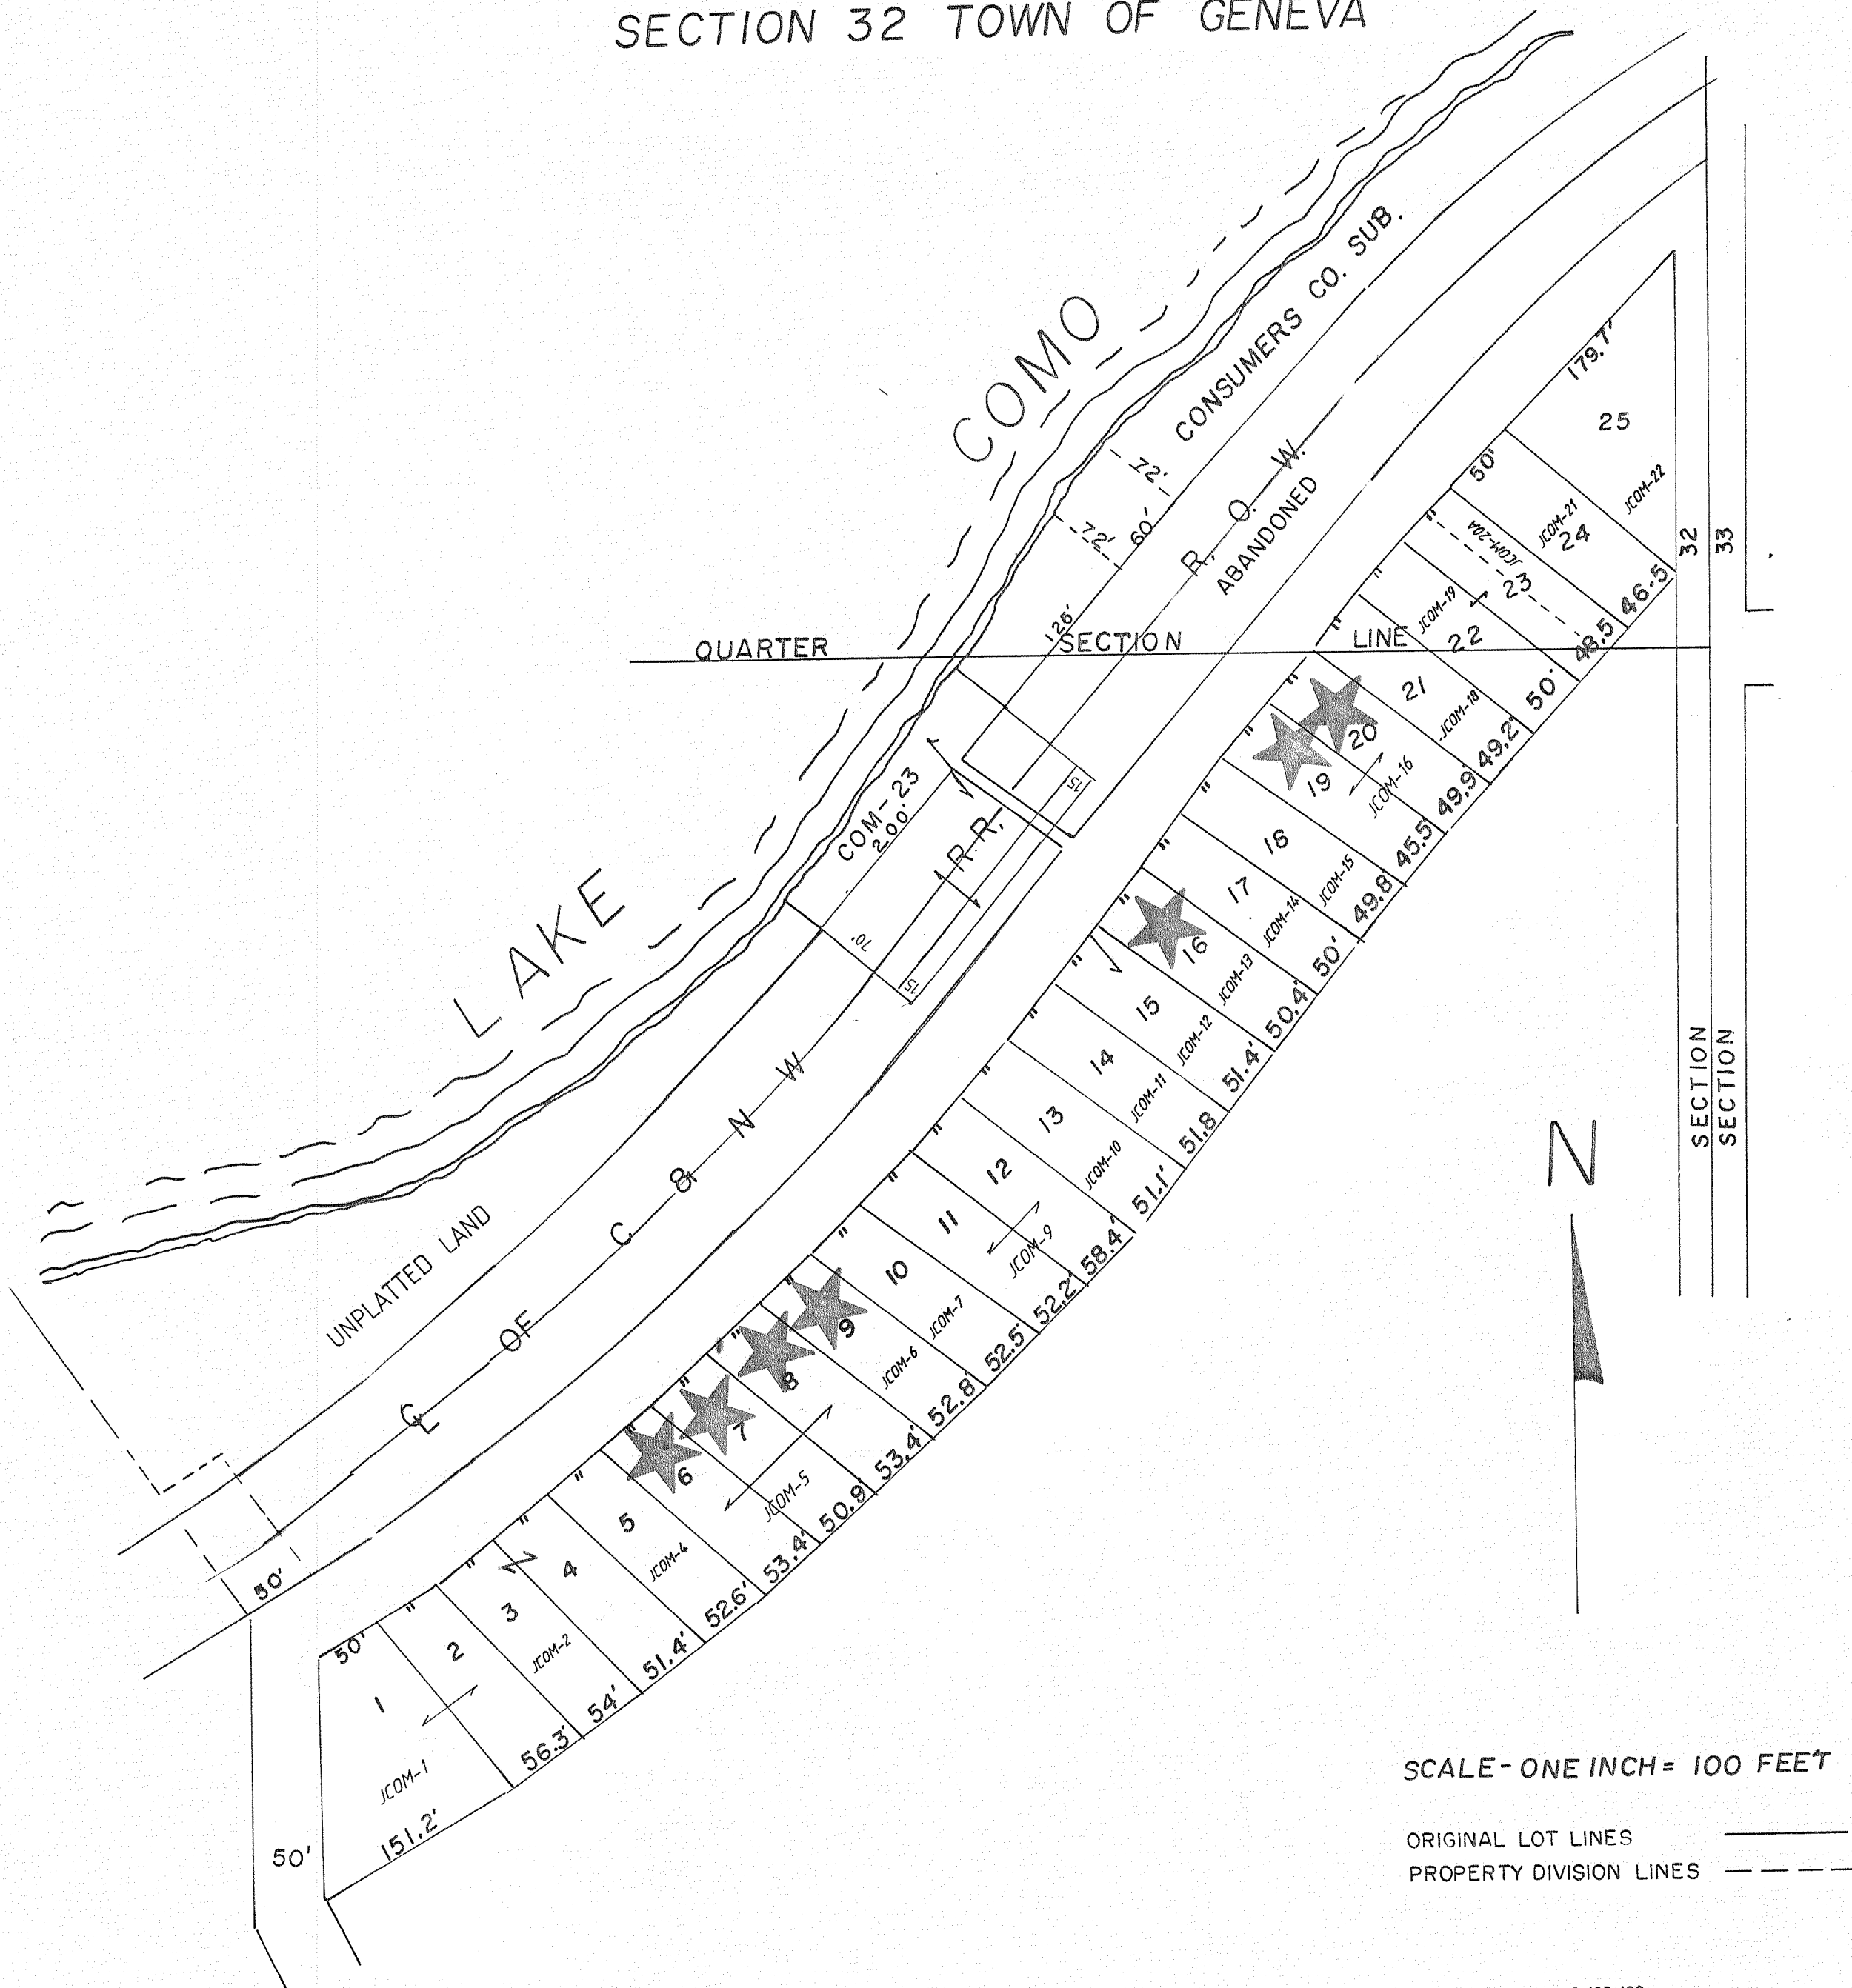 SECTION 32 TOWN OF GENEVA
LAKE COMO
CONSUMERS CO. SUB.
72'
72'
60'
126'
R. O. W.
ABANDONED
QUARTER SECTION LINE
COM-23
200'
R.R.
70'
15'
15'
UNPLATTED LAND
CL OF C & N W
50'
50'
179.7'
25
JCOM-22
50'
JCOM-21
24
46.5
"
JCOM-20A
23
48.5
"
JCOM-19
22
50'
"
21
JCOM-18
49.2'
"
20
49.9'
"
19
JCOM-16
45.5'
"
18
JCOM-15
49.8'
"
17
JCOM-14
50'
"
16
JCOM-13
50.4'
"
15
JCOM-12
51.4'
"
14
JCOM-11
51.8
"
13
JCOM-10
51.1'
"
12
58.4'
"
11
JCOM-9
52.2'
"
10
JCOM-7
52.5'
"
9
JCOM-6
52.8'
"
8
53.4'
"
7
JCOM-5
50.9'
"
6
53.4'
"
5
JCOM-4
52.6'
"
4
51.4'
"
3
JCOM-2
54'
"
2
56.3'
50'
1
JCOM-1
151.2'
32
33
SECTION
SECTION
N
SCALE-ONE INCH = 100 FEET
ORIGINAL LOT LINES
PROPERTY DIVISION LINES